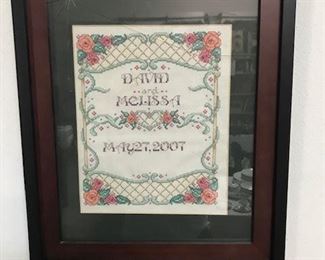 DAVID
and
MELISSA
MAY 27, 2007